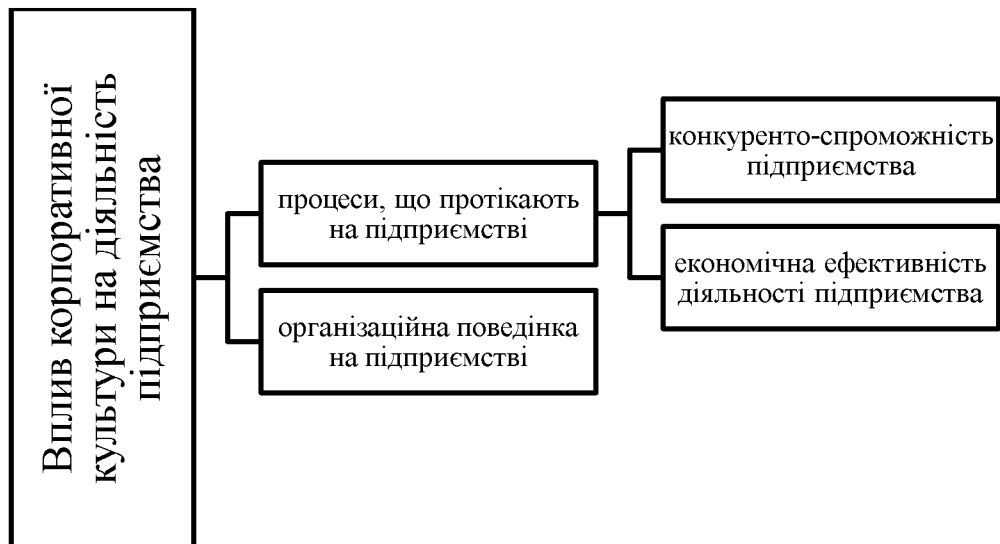 Вплив корпоративної
культури на діяльність
підприємства
процеси, що протікають
на підприємстві
організаційна поведінка
на підприємстві
конкуренто-спроможність
підприємства
економічна ефективність
діяльності підприємства